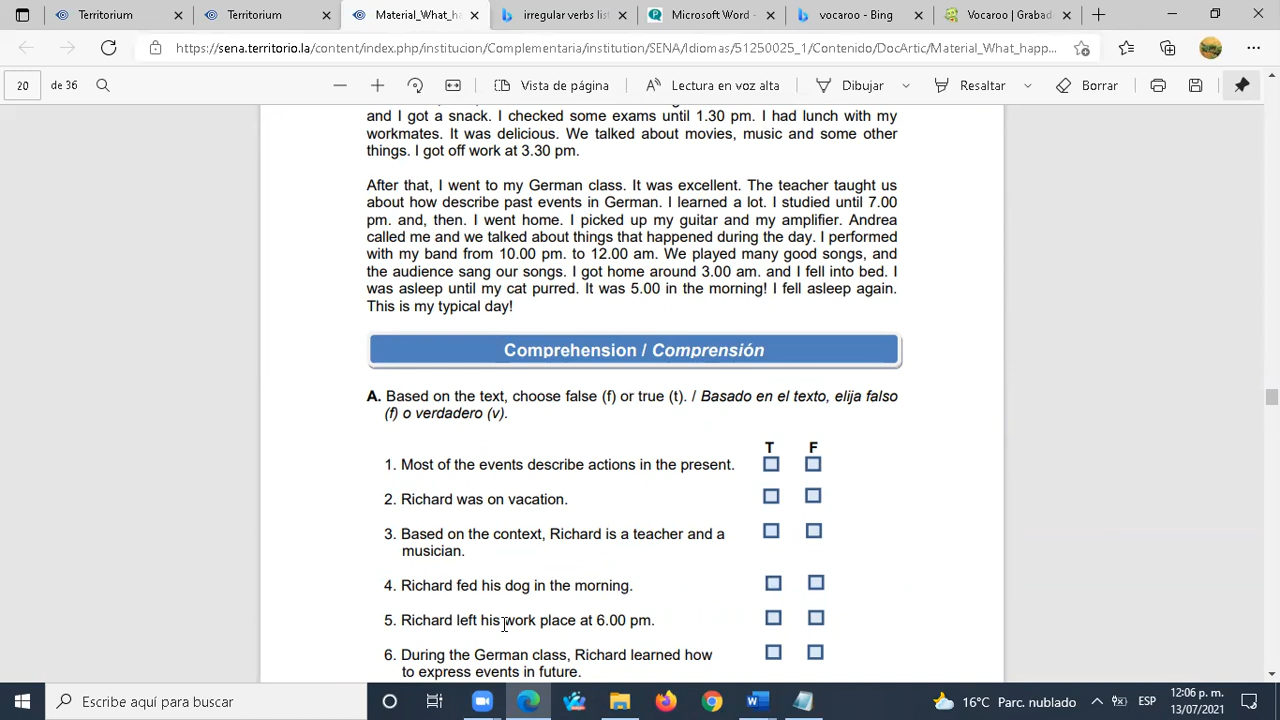 Territorium
Territorium
Material_What_ha
irregular verbs list
Microsoft Word -
vocaroo - Bing
Vocaroo | Grabad
https://sena.territorio.la/content/index.php/institucion/Complementaria/institution/SENA/Idiomas/51250025_1/Contenido/DocArtic/Material_What_happ...
20 de 36
Vista de página
Lectura en voz alta
Dibujar
Resaltar
Borrar
and I got a snack. I checked some exams until 1.30 pm. I had lunch with my
workmates. It was delicious. We talked about movies, music and some other
things. I got off work at 3.30 pm.
After that, I went to my German class. It was excellent. The teacher taught us
about how describe past events in German. I learned a lot. I studied until 7.00
pm. and, then. I went home. I picked up my guitar and my amplifier. Andrea
called me and we talked about things that happened during the day. I performed
with my band from 10.00 pm. to 12.00 am. We played many good songs, and
the audience sang our songs. I got home around 3.00 am. and I fell into bed. I
was asleep until my cat purred. It was 5.00 in the morning! I fell asleep again.
This is my typical day!
Comprehension / Comprensión
A. Based on the text, choose false (f) or true (t). / Basado en el texto, elija falso
(f) o verdadero (v).
T F
1. Most of the events describe actions in the present.
2. Richard was on vacation.
3. Based on the context, Richard is a teacher and a
musician.
4. Richard fed his dog in the morning.
5. Richard left his work place at 6.00 pm.
6. During the German class, Richard learned how
to express events in future.
Escribe aquí para buscar
16°C Parc. nublado
ESP
12:06 p. m.
13/07/2021